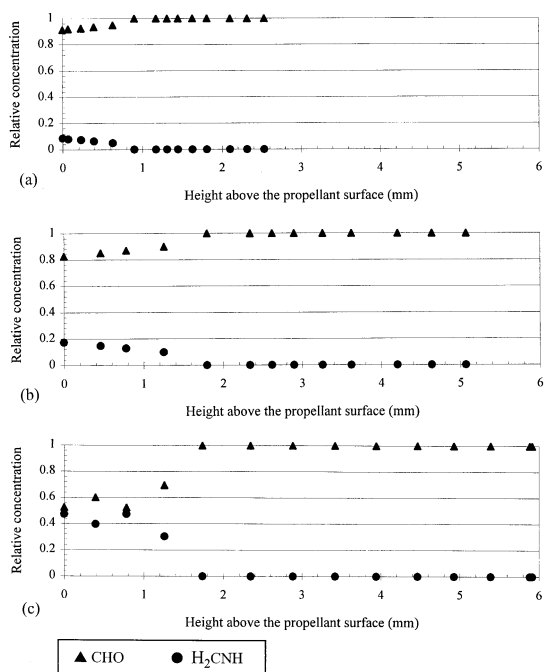 Relative concentration
1
0.8
0.6
0.4
0.2
0
0 1 2 3 4 5 6
(a)
Height above the propellant surface (mm)
Relative concentration
1
0.8
0.6
0.4
0.2
0
0 1 2 3 4 5 6
(b)
Height above the propellant surface (mm)
Relative concentration
1
0.8
0.6
0.4
0.2
0
0 1 2 3 4 5 6
(c)
Height above the propellant surface (mm)
▲ CHO ● H₂CNH